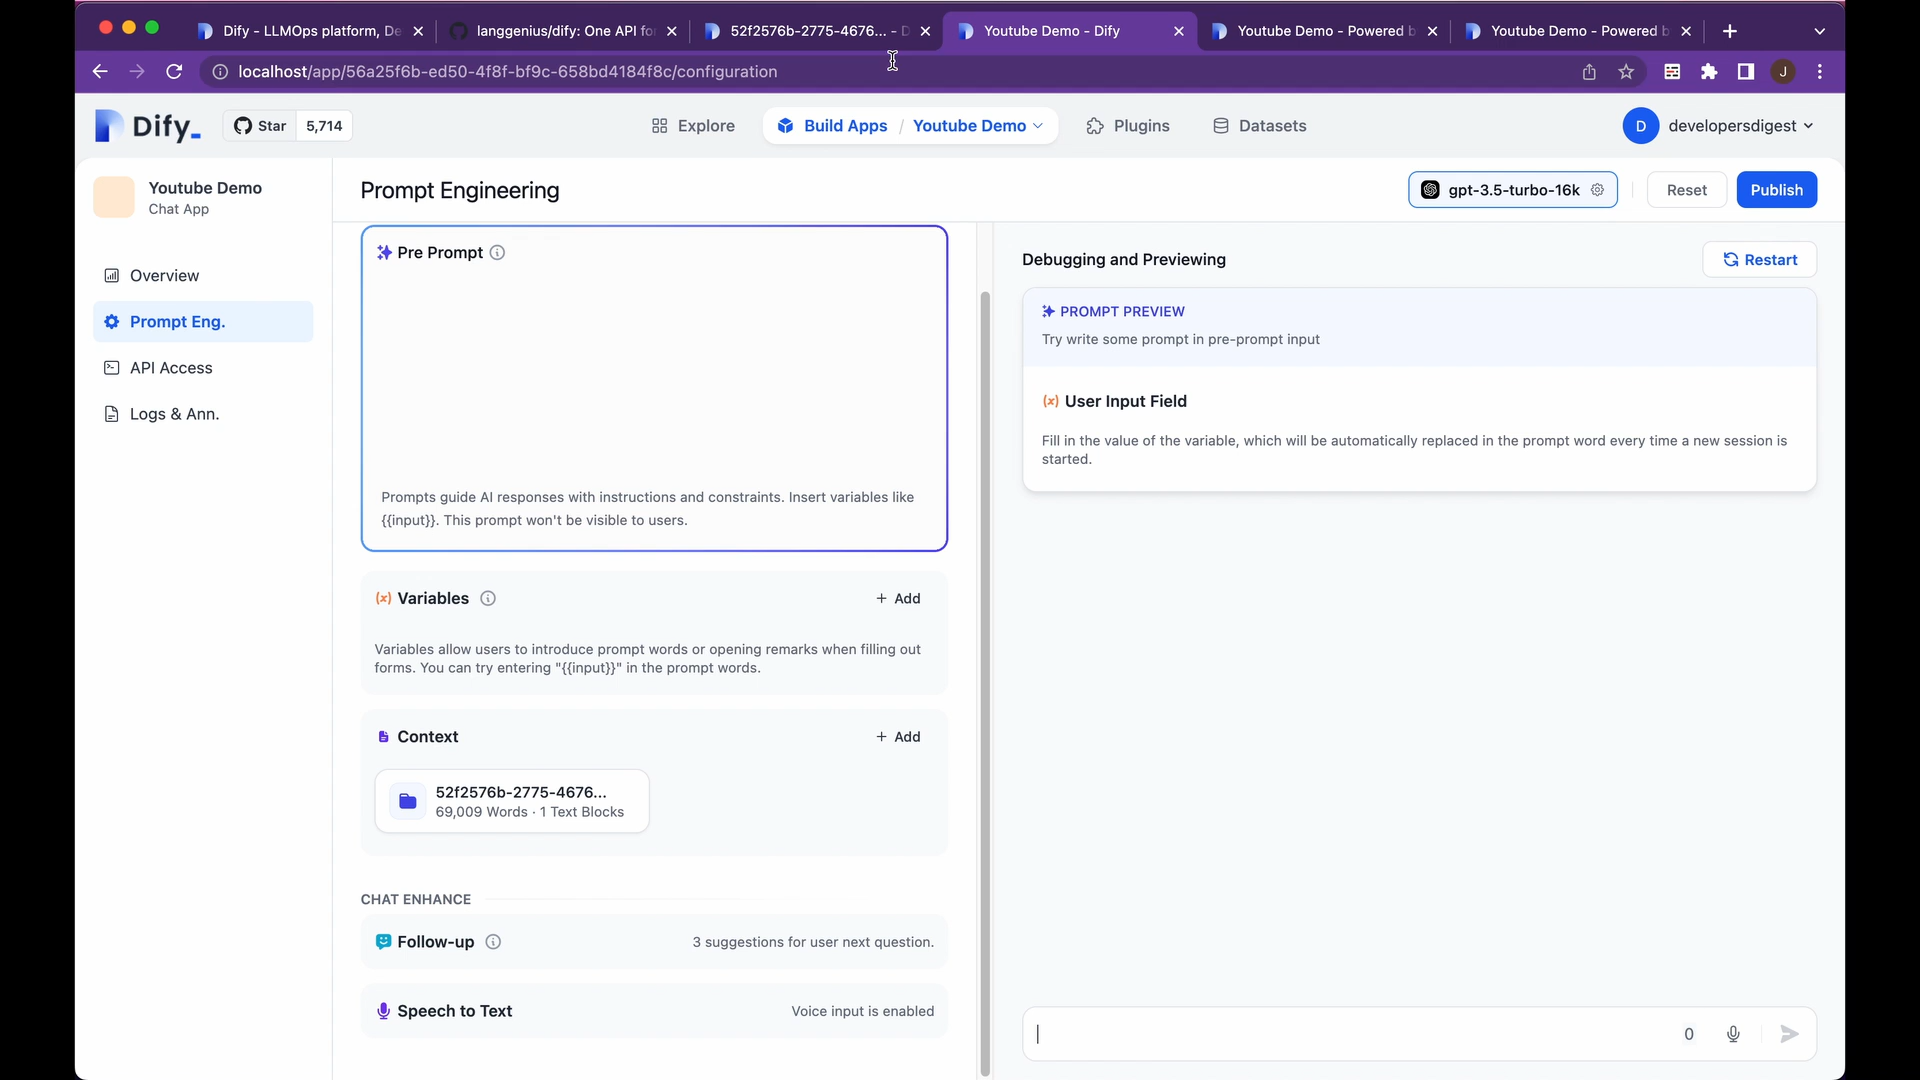 Dify - LLMOps platform, De
langgenius/dify: One API fo
52f2576b-2775-4676... - D
Youtube Demo - Dify
Youtube Demo - Powered b
Youtube Demo - Powered b
localhost/app/56a25f6b-ed50-4f8f-bf9c-658bd4184f8c/configuration
J
Dify_
Star 5,714
Explore
Build Apps / Youtube Demo
Plugins
Datasets
D developersdigest
Youtube Demo
Chat App
Overview
Prompt Eng.
API Access
Logs & Ann.
Prompt Engineering
gpt-3.5-turbo-16k
Reset
Publish
Pre Prompt
Prompts guide AI responses with instructions and constraints. Insert variables like
{{input}}. This prompt won't be visible to users.
(x) Variables
+ Add
Variables allow users to introduce prompt words or opening remarks when filling out
forms. You can try entering "{{input}}" in the prompt words.
Context
+ Add
52f2576b-2775-4676...
69,009 Words · 1 Text Blocks
CHAT ENHANCE
Follow-up
3 suggestions for user next question.
Speech to Text
Voice input is enabled
Debugging and Previewing
Restart
PROMPT PREVIEW
Try write some prompt in pre-prompt input
(x) User Input Field
Fill in the value of the variable, which will be automatically replaced in the prompt word every time a new session is
started.
0